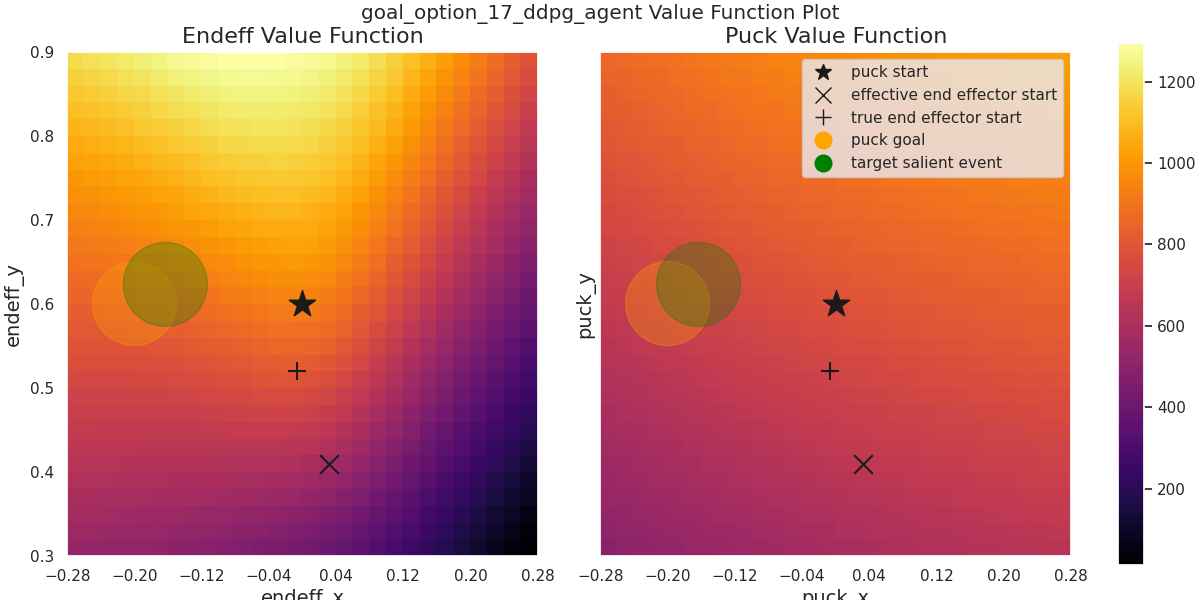 goal_option_17_ddpg_agent Value Function Plot
Endeff Value Function
Puck Value Function
0.9
0.8
0.7
0.6
0.5
0.4
0.3
endeff_y
−0.28 −0.20 −0.12 −0.04 0.04 0.12 0.20 0.28
endeff_x
puck_y
puck start
effective end effector start
true end effector start
puck goal
target salient event
−0.28 −0.20 −0.12 −0.04 0.04 0.12 0.20 0.28
puck_x
1200
1000
800
600
400
200